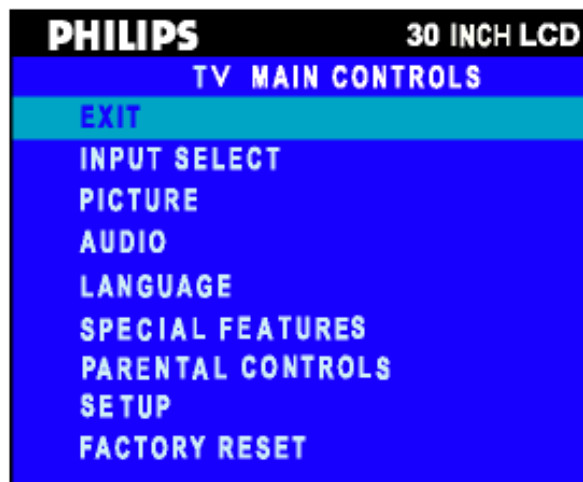 PHILIPS 30 INCH LCD
TV MAIN CONTROLS
EXIT
INPUT SELECT
PICTURE
AUDIO
LANGUAGE
SPECIAL FEATURES
PARENTAL CONTROLS
SETUP
FACTORY RESET